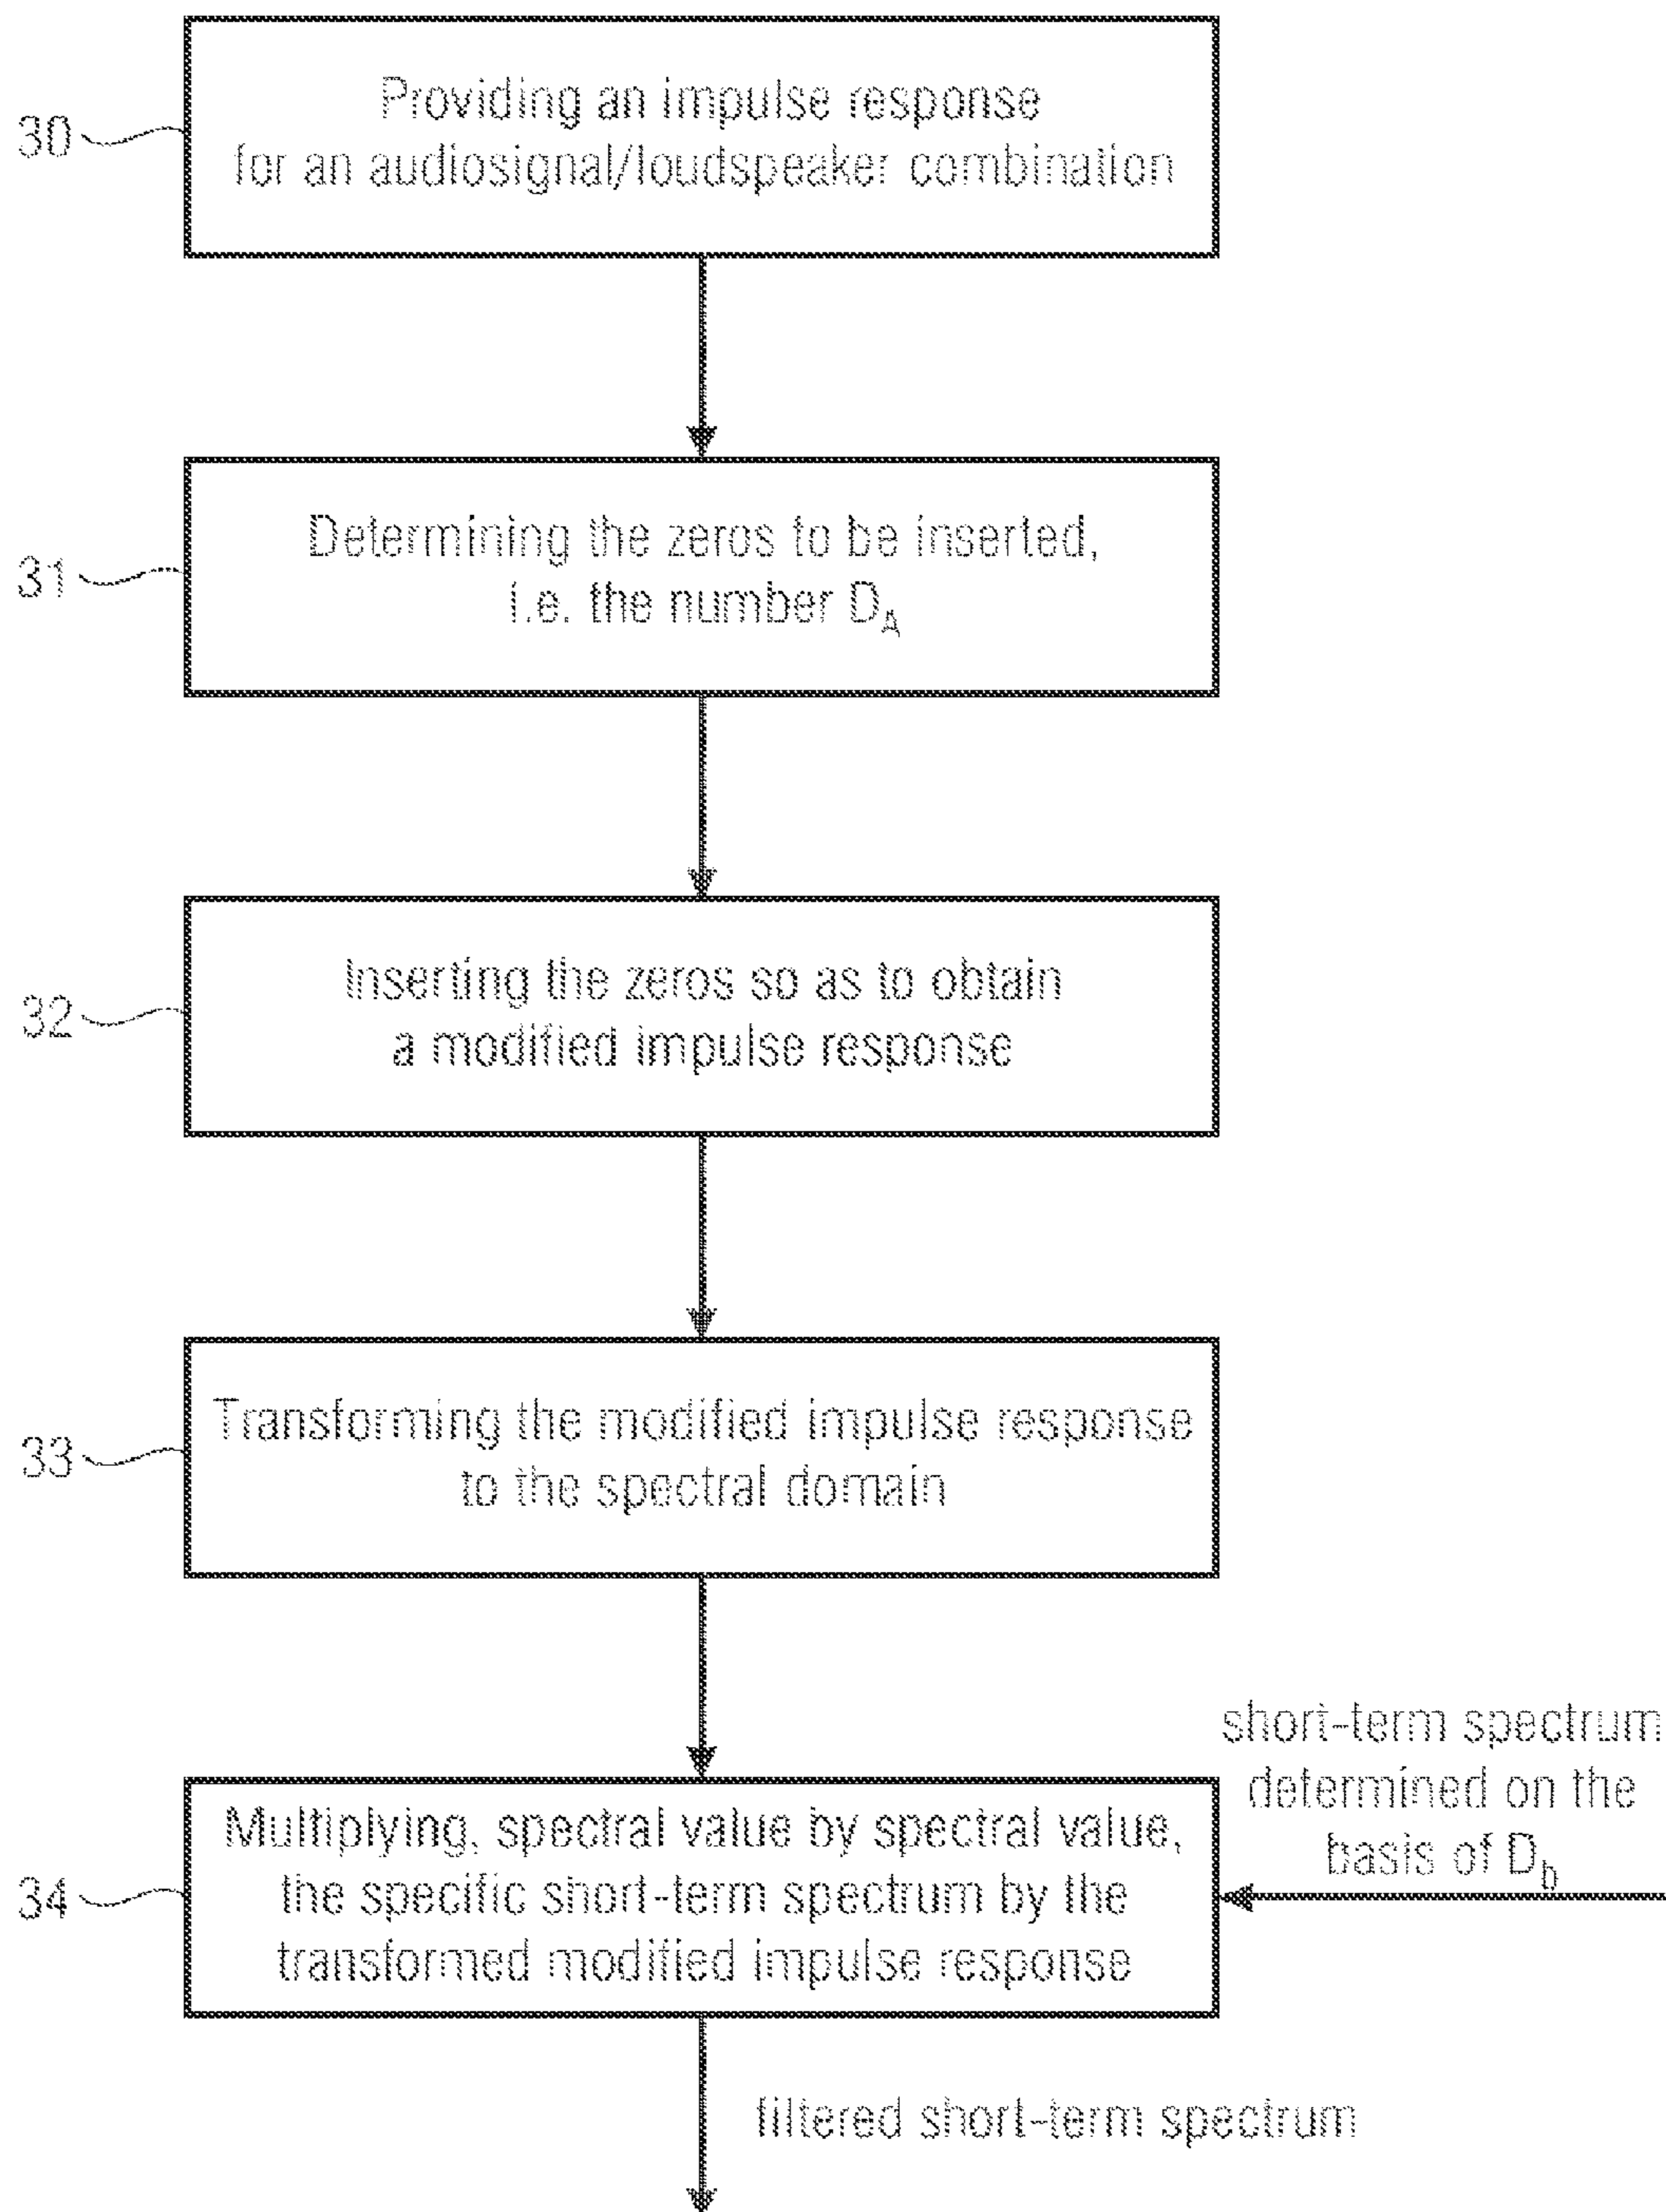 30
Providing an impulse response
for an audiosignal/loudspeaker combination
31
Determining the zeros to be inserted,
i.e. the number D_A
32
Inserting the zeros so as to obtain
a modified impulse response
33
Transforming the modified impulse response
to the spectral domain
short-term spectrum
determined on the
basis of D_b
34
Multiplying, spectral value by spectral value,
the specific short-term spectrum by the
transformed modified impulse response
filtered short-term spectrum